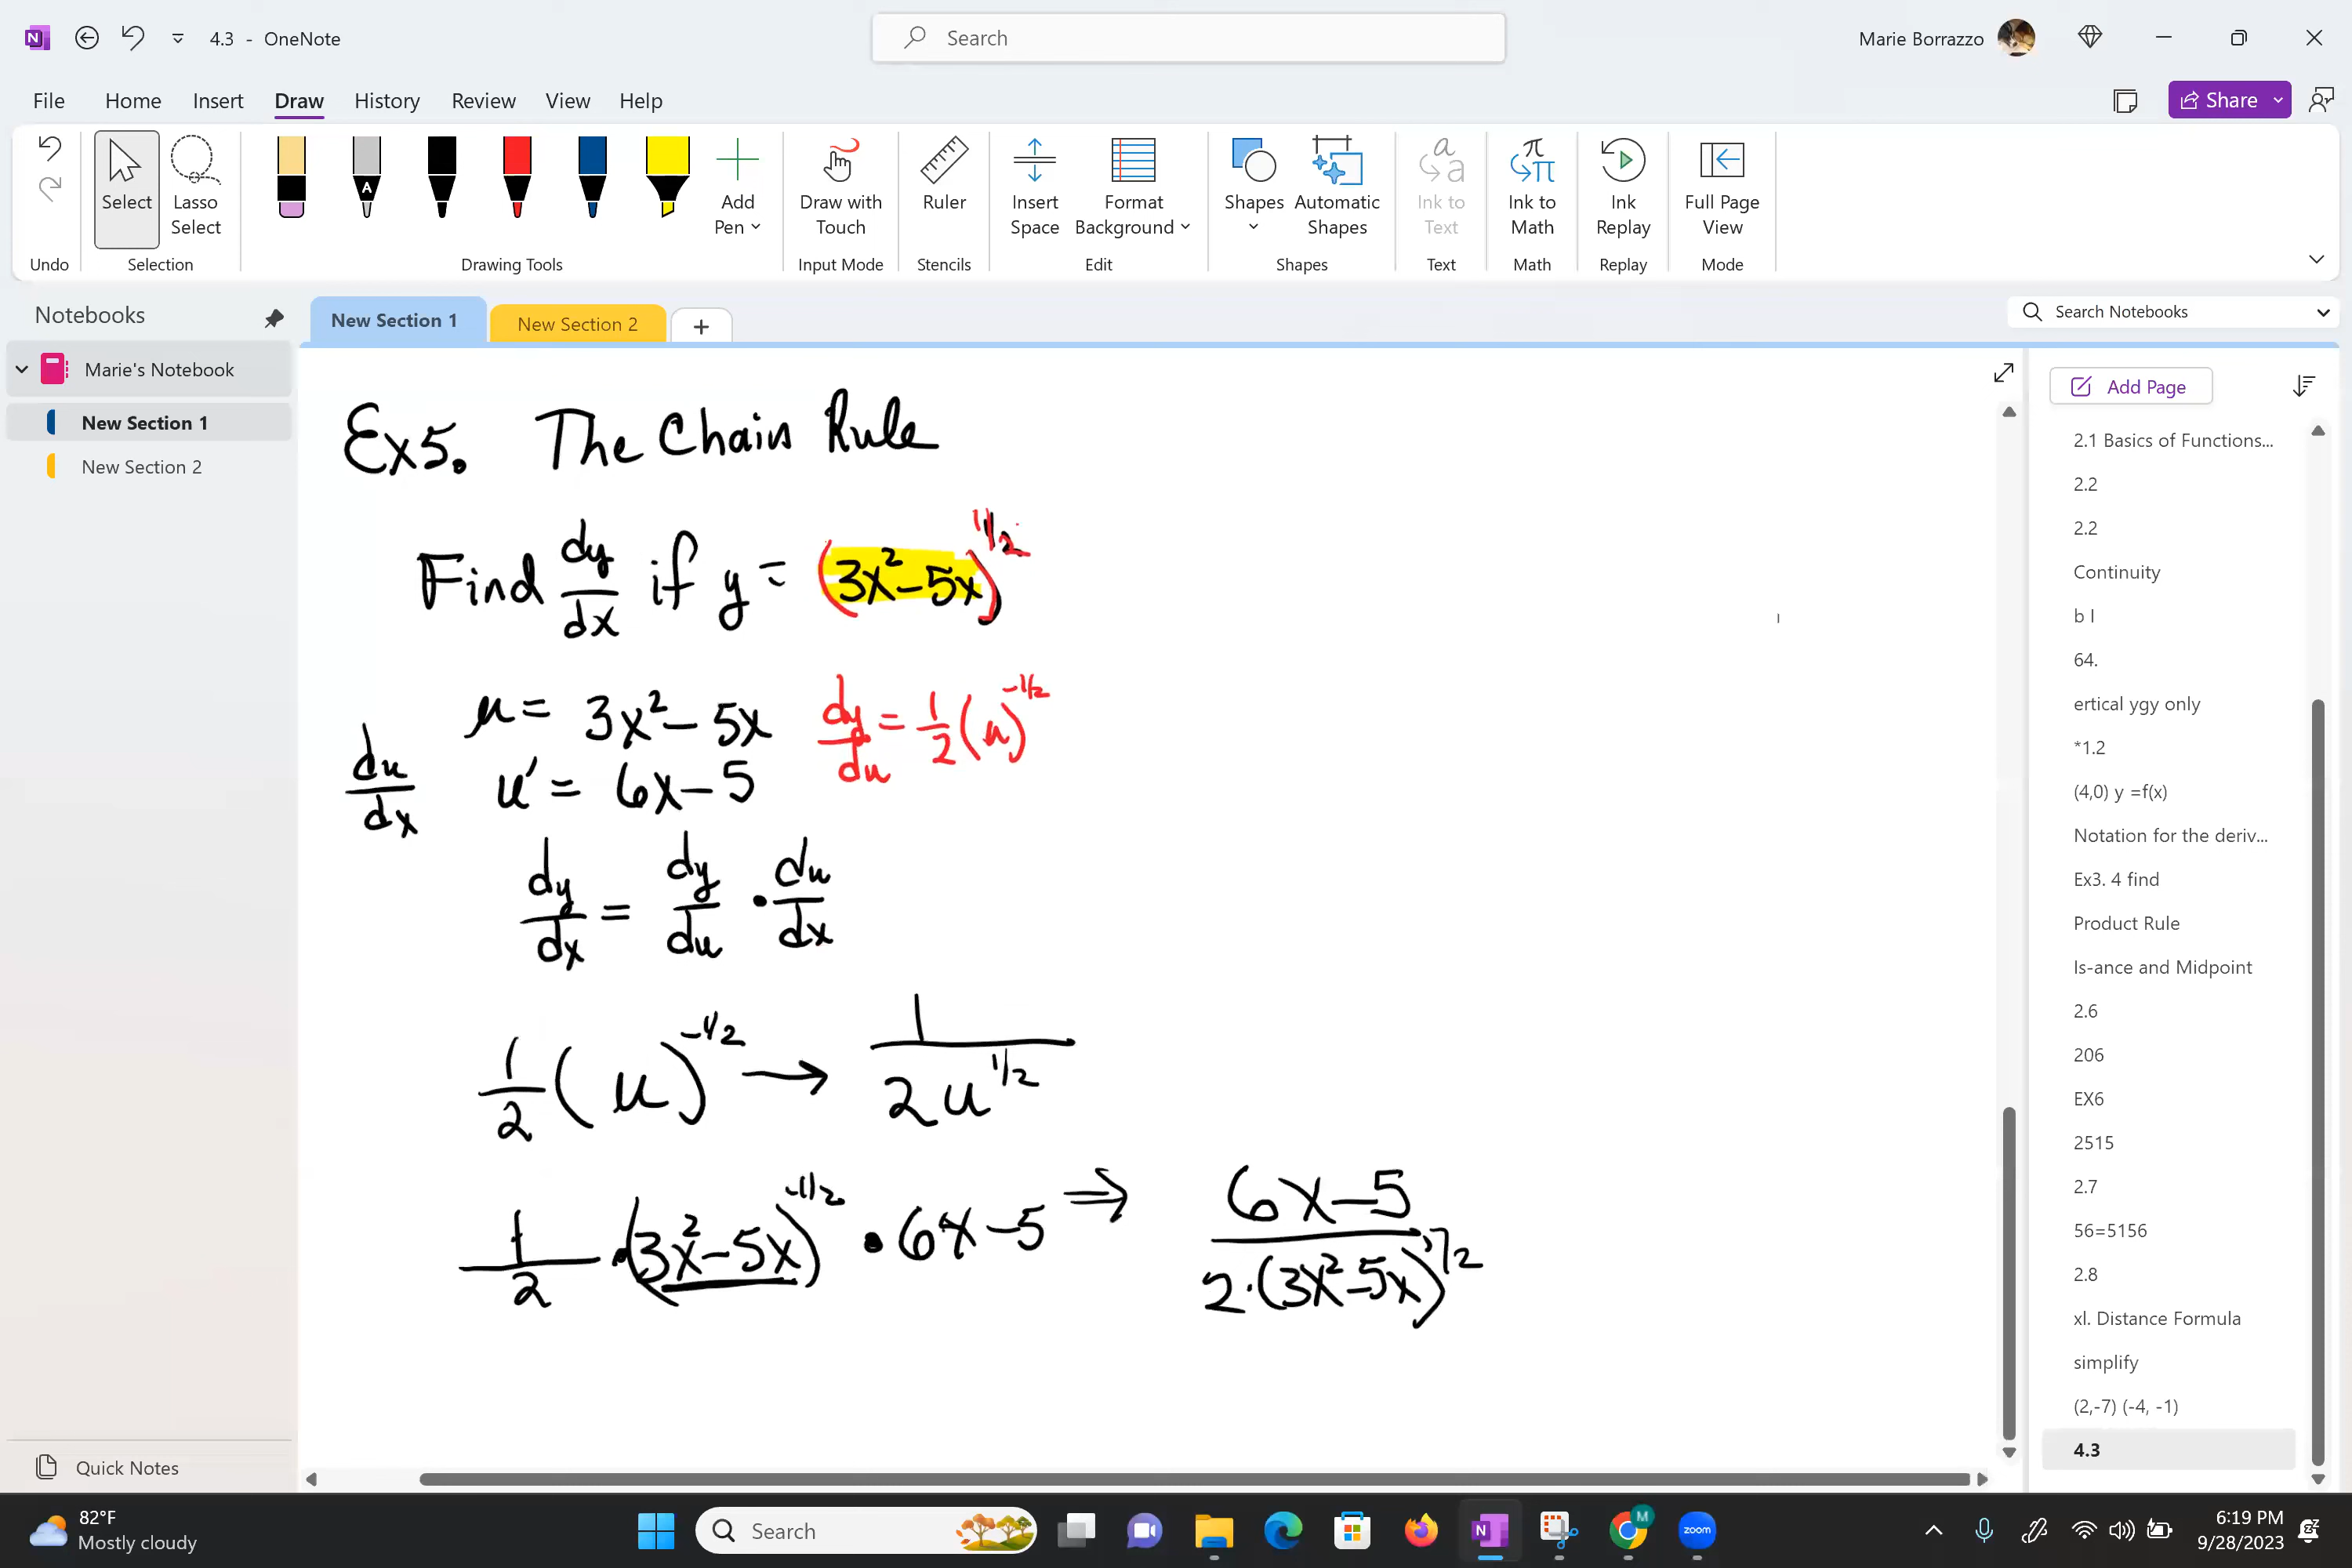 4.3 - OneNote
Search
Marie Borrazzo
File Home Insert Draw History Review View Help
Share
Select
Lasso Select
A
Add Pen
Draw with Touch
Ruler
Insert Space
Format Background
Shapes
Automatic Shapes
Ink to Text
Ink to Math
Ink Replay
Full Page View
Undo Selection Drawing Tools Input Mode Stencils Edit Shapes Text Math Replay Mode
Notebooks
Marie's Notebook
New Section 1
New Section 2
Quick Notes
New Section 1 New Section 2 +
Search Notebooks
Ex5. The Chain Rule
Find dy/dx if y = (3x² - 5x)^1/2
u = 3x² - 5x dy/du = 1/2 (u)^-1/2
du/dx u' = 6x - 5
dy/dx = dy/du · du/dx
1/2 (u)^-1/2 → 1/(2u^1/2)
1/2 · (3x² - 5x)^-1/2 · 6x - 5 ⇒ (6x - 5)/(2·(3x² - 5x)^1/2)
Add Page
2.1 Basics of Functions...
2.2
2.2
Continuity
b I
64.
ertical ygy only
*1.2
(4,0) y =f(x)
Notation for the deriv...
Ex3. 4 find
Product Rule
Is-ance and Midpoint
2.6
206
EX6
2515
2.7
56=5156
2.8
xl. Distance Formula
simplify
(2,-7) (-4, -1)
4.3
82°F
Mostly cloudy
Search
zoom
M
6:19 PM
9/28/2023